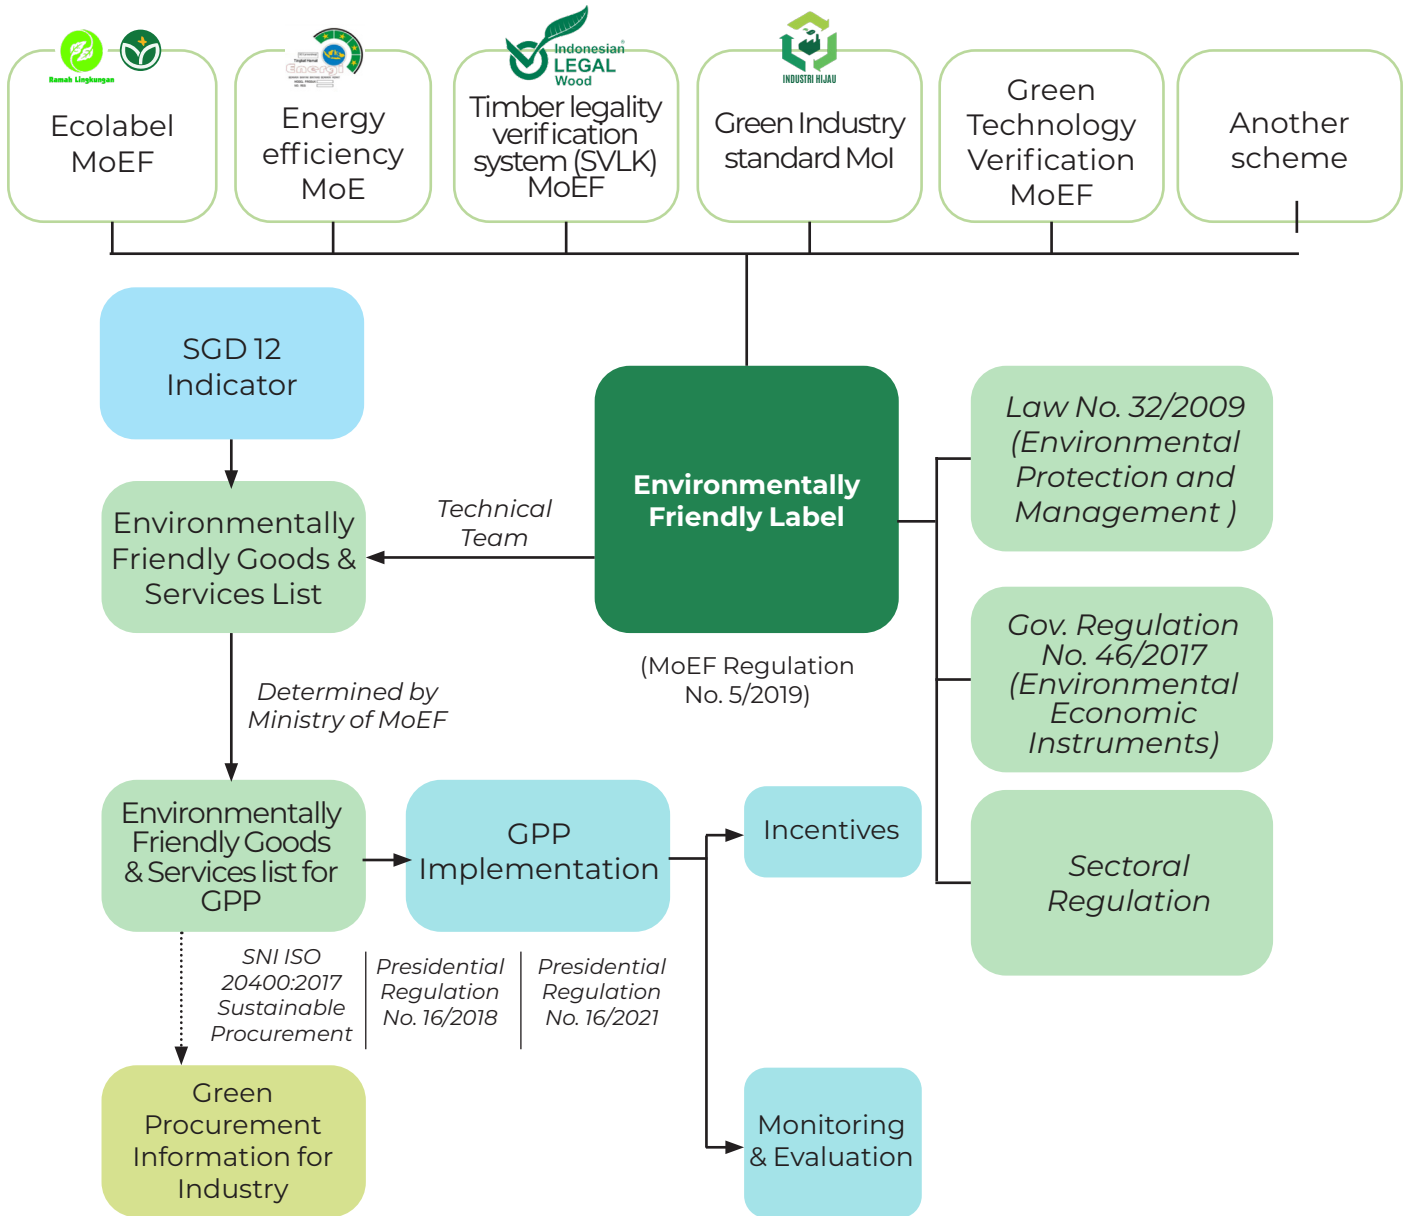 Ramah Lingkungan
Energi
Indonesian
LEGAL
Wood
INDUSTRI HIJAU
Ecolabel
MoEF
Energy
efficiency
MoE
Timber legality
verification
system (SVLK)
MoEF
Green Industry
standard MoI
Green
Technology
Verification
MoEF
Another
scheme
SGD 12
Indicator
Environmentally
Friendly Label
(MoEF Regulation
No. 5/2019)
Law No. 32/2009
(Environmental
Protection and
Management )
Technical
Team
Environmentally
Friendly Goods &
Services List
Gov. Regulation
No. 46/2017
(Environmental
Economic
Instruments)
Determined by
Ministry of MoEF
Environmentally
Friendly Goods
& Services list for
GPP
GPP
Implementation
Incentives
Sectoral
Regulation
SNI ISO
20400:2017
Sustainable
Procurement
Presidential
Regulation
No. 16/2018
Presidential
Regulation
No. 16/2021
Green
Procurement
Information for
Industry
Monitoring
& Evaluation